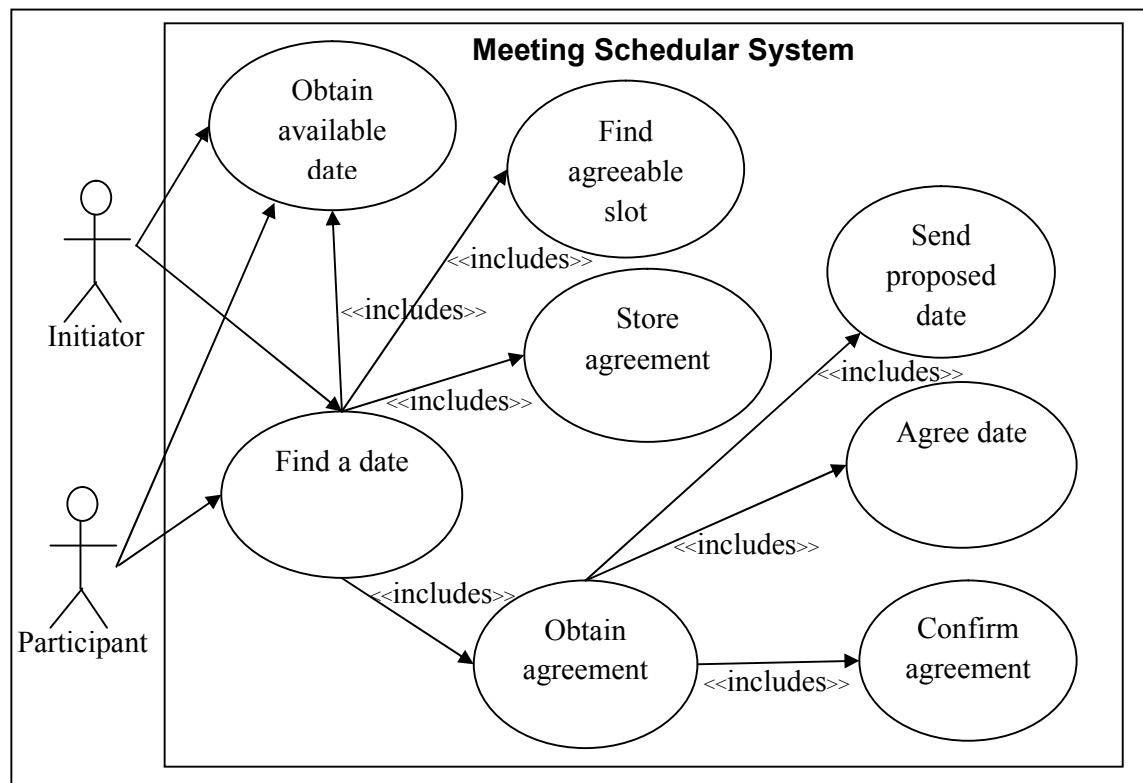 Meeting Schedular System
Obtain
available
date
Find
agreeable
slot
Send
proposed
date
<<includes>>
<<includes>>
Initiator
Store
agreement
<<includes>>
<<includes>>
Find a date
Agree date
<<includes>>
<<includes>>
Participant
Obtain
agreement
Confirm
agreement
<<includes>>